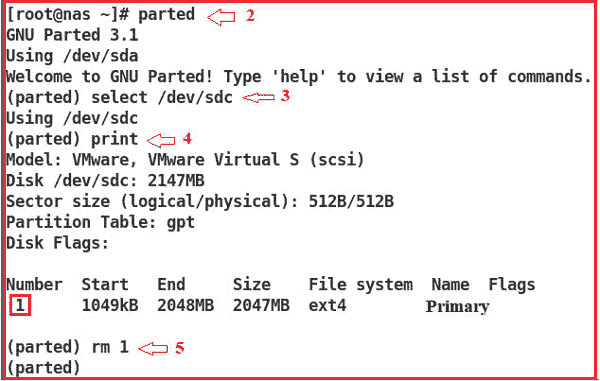 [root@nas ~]# parted 2
GNU Parted 3.1
Using /dev/sda
Welcome to GNU Parted! Type 'help' to view a list of commands.
(parted) select /dev/sdc 3
Using /dev/sdc
(parted) print 4
Model: VMware, VMware Virtual S (scsi)
Disk /dev/sdc: 2147MB
Sector size (logical/physical): 512B/512B
Partition Table: gpt
Disk Flags:
Number Start End Size File system Name Flags
1 1049kB 2048MB 2047MB ext4 Primary
(parted) rm 1 5
(parted)